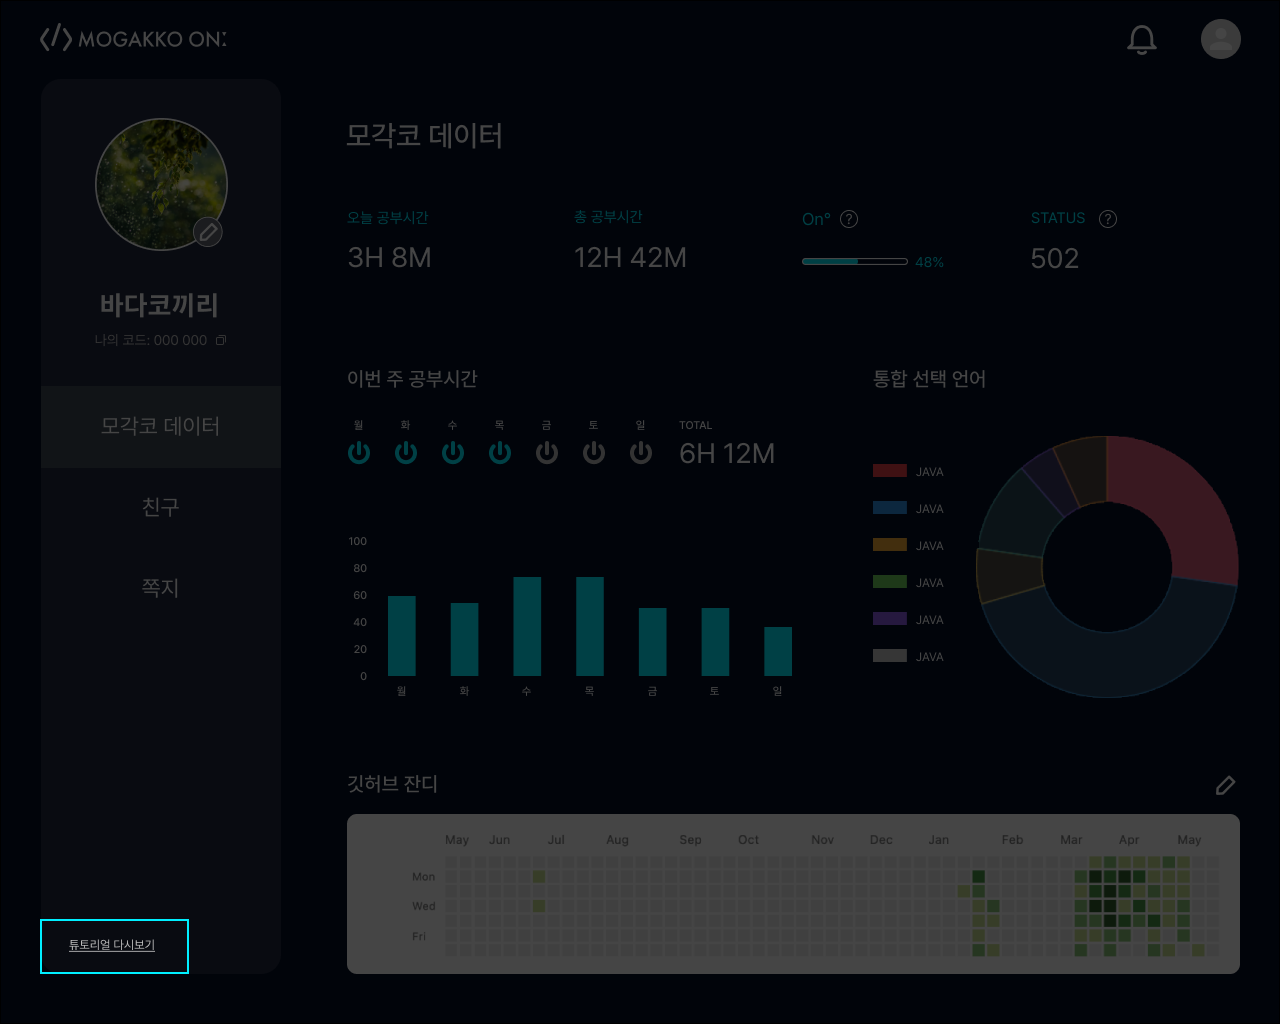 MOGAKKO ON:
바다코끼리
나의 코드: 000 000
모각코 데이터
친구
쪽지
튜토리얼 다시보기
모각코 데이터
오늘 공부시간
3H 8M
총 공부시간
12H 42M
On°
?
48%
STATUS
?
502
이번 주 공부시간
월 화 수 목 금 토 일
TOTAL
6H 12M
100
80
60
40
20
0
월 화 수 목 금 토 일
통합 선택 언어
JAVA
JAVA
JAVA
JAVA
JAVA
JAVA
깃허브 잔디
May Jun Jul Aug Sep Oct Nov Dec Jan Feb Mar Apr May
Mon
Wed
Fri